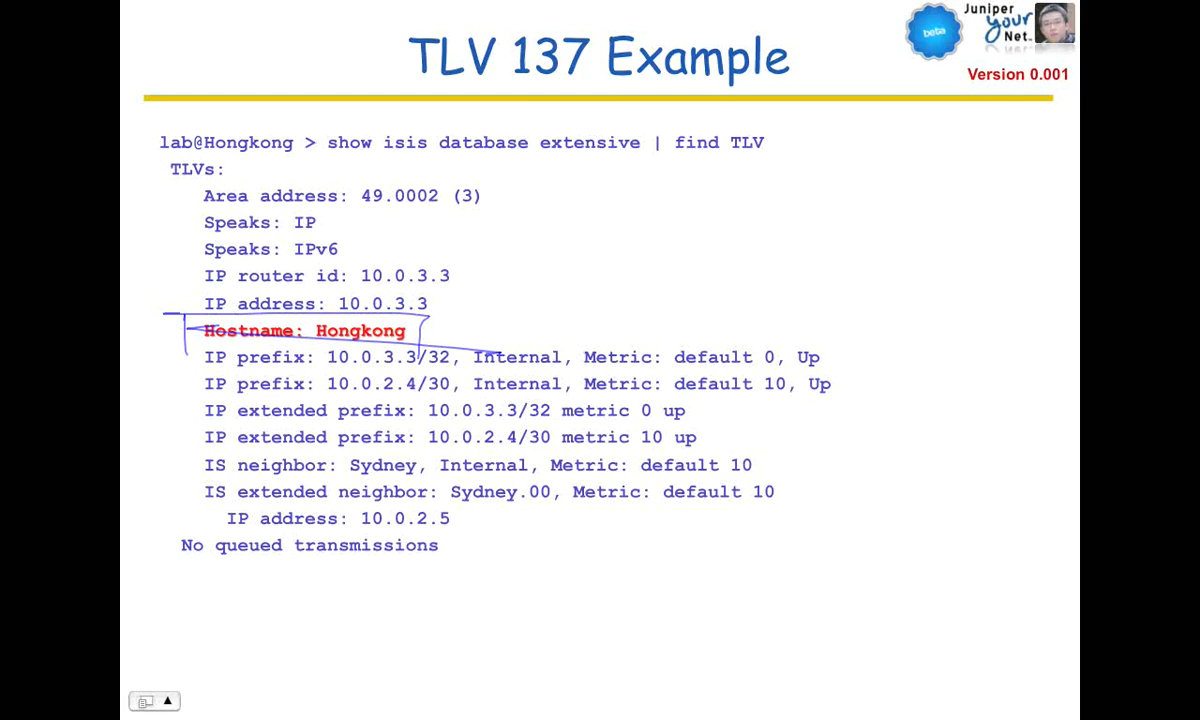 Juniper
your
Net
beta
TLV 137 Example
Version 0.001
lab@Hongkong > show isis database extensive | find TLV
TLVs:
Area address: 49.0002 (3)
Speaks: IP
Speaks: IPv6
IP router id: 10.0.3.3
IP address: 10.0.3.3
Hostname: Hongkong
IP prefix: 10.0.3.3/32, Internal, Metric: default 0, Up
IP prefix: 10.0.2.4/30, Internal, Metric: default 10, Up
IP extended prefix: 10.0.3.3/32 metric 0 up
IP extended prefix: 10.0.2.4/30 metric 10 up
IS neighbor: Sydney, Internal, Metric: default 10
IS extended neighbor: Sydney.00, Metric: default 10
IP address: 10.0.2.5
No queued transmissions